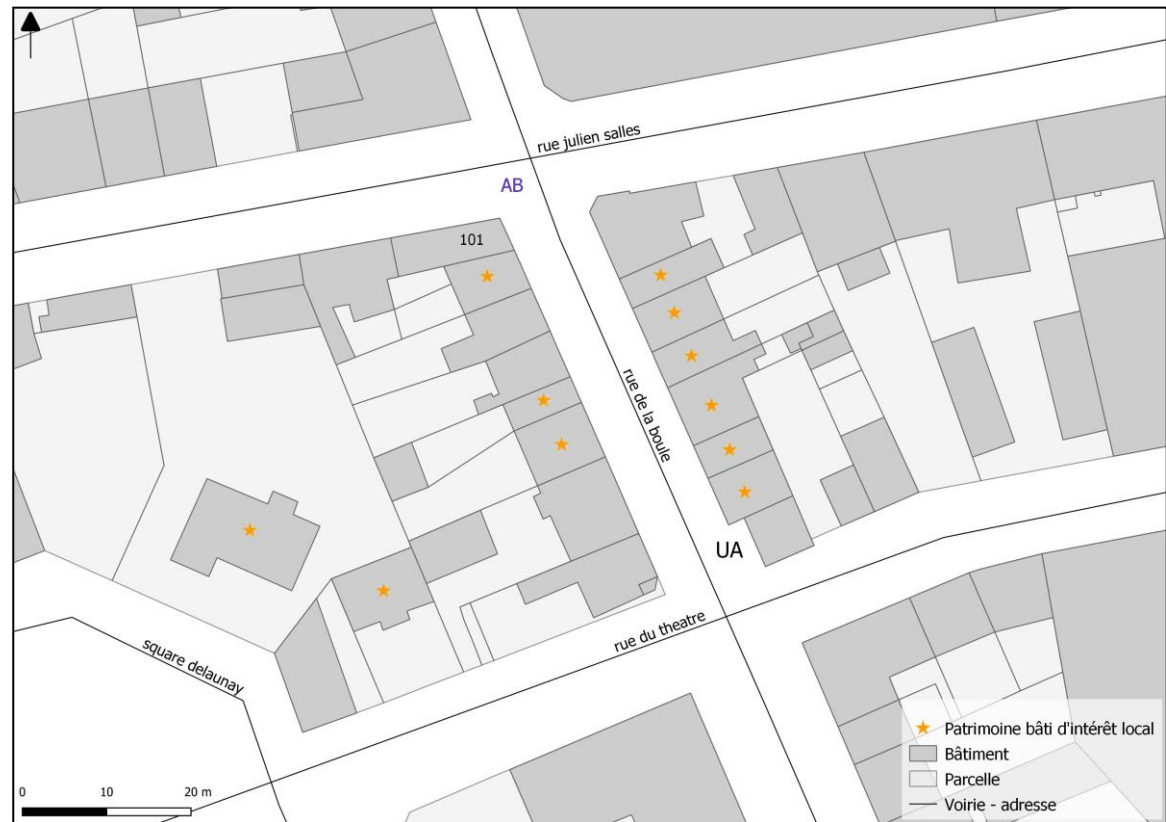 rue julien salles
AB
101
rue de la boule
UA
rue du theatre
square delaunay
Patrimoine bâti d'intérêt local
Bâtiment
Parcelle
Voirie - adresse
0 10 20 m